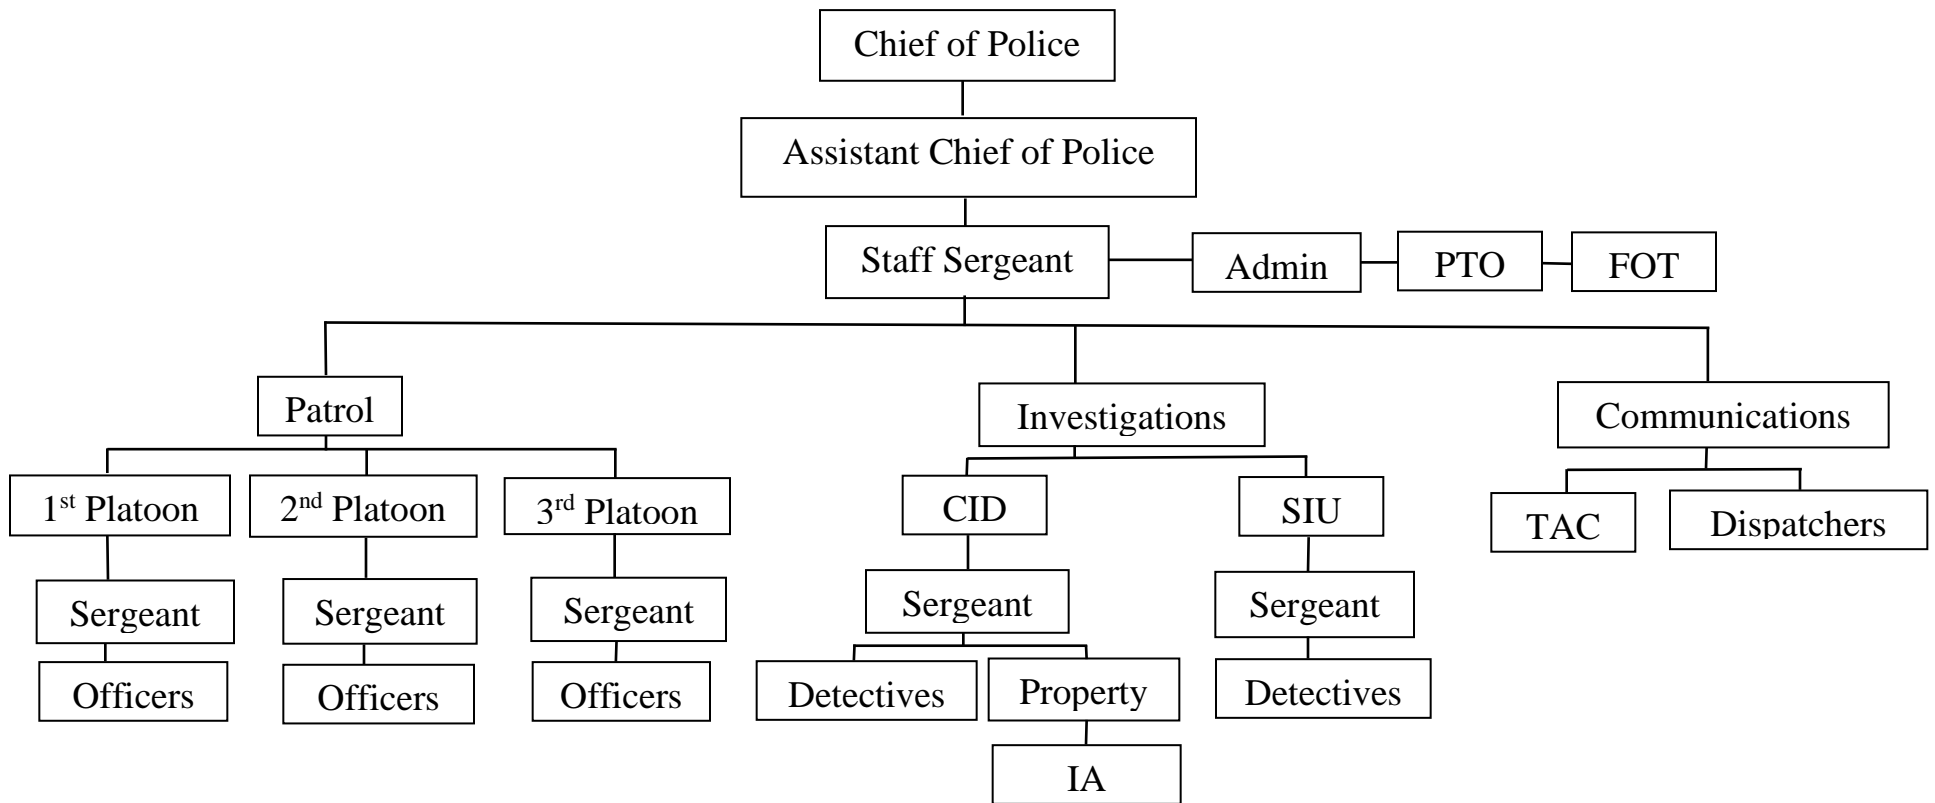 Chief of Police
Assistant Chief of Police
Staff Sergeant
Admin
PTO
FOT
Patrol
Investigations
Communications
1st Platoon
2nd Platoon
3rd Platoon
CID
SIU
TAC
Dispatchers
Sergeant
Sergeant
Sergeant
Sergeant
Sergeant
Officers
Officers
Officers
Detectives
Property
Detectives
IA